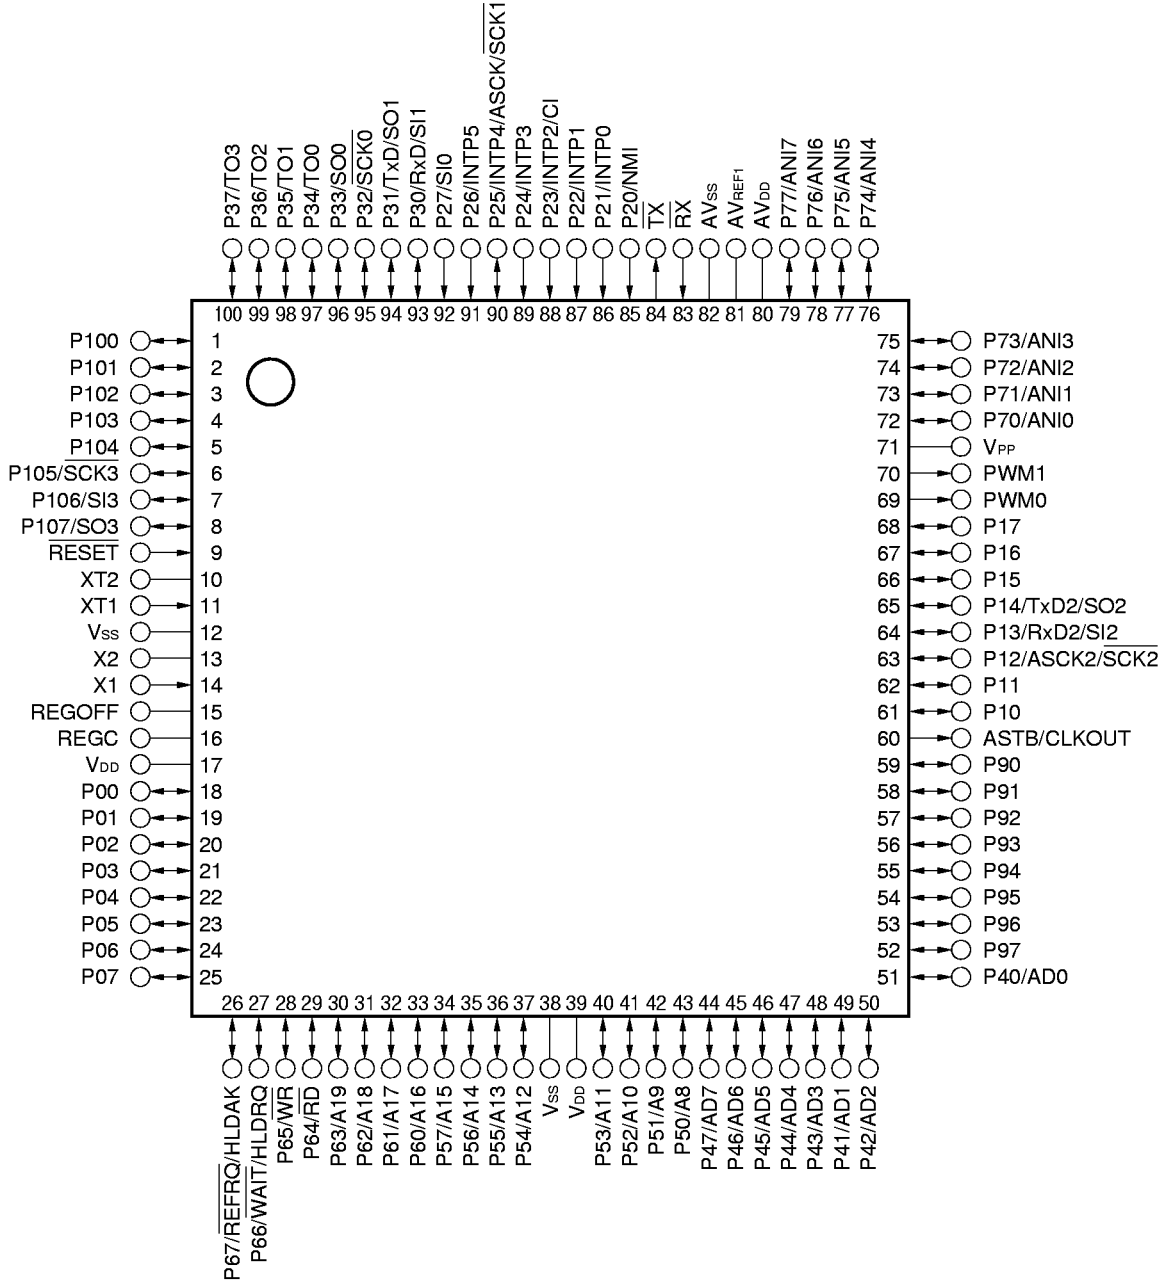 P37/TO3
P36/TO2
P35/TO1
P34/TO0
P33/SO0
P32/SCK0
P31/TxD/SO1
P30/RxD/SI1
P27/SI0
P26/INTP5
P25/INTP4/ASCK/SCK1
P24/INTP3
P23/INTP2/CI
P22/INTP1
P21/INTP0
P20/NMI
TX
RX
AVSS
AVREF1
AVDD
P77/ANI7
P76/ANI6
P75/ANI5
P74/ANI4
100 99 98 97 96 95 94 93 92 91 90 89 88 87 86 85 84 83 82 81 80 79 78 77 76
P100 1
P101 2
P102 3
P103 4
P104 5
P105/SCK3 6
P106/SI3 7
P107/SO3 8
RESET 9
XT2 10
XT1 11
VSS 12
X2 13
X1 14
REGOFF 15
REGC 16
VDD 17
P00 18
P01 19
P02 20
P03 21
P04 22
P05 23
P06 24
P07 25
75 P73/ANI3
74 P72/ANI2
73 P71/ANI1
72 P70/ANI0
71 VPP
70 PWM1
69 PWM0
68 P17
67 P16
66 P15
65 P14/TxD2/SO2
64 P13/RxD2/SI2
63 P12/ASCK2/SCK2
62 P11
61 P10
60 ASTB/CLKOUT
59 P90
58 P91
57 P92
56 P93
55 P94
54 P95
53 P96
52 P97
51 P40/AD0
26 27 28 29 30 31 32 33 34 35 36 37 38 39 40 41 42 43 44 45 46 47 48 49 50
P67/REFRQ/HLDAK
P66/WAIT/HLDRQ
P65/WR
P64/RD
P63/A19
P62/A18
P61/A17
P60/A16
P57/A15
P56/A14
P55/A13
P54/A12
VSS
VDD
P53/A11
P52/A10
P51/A9
P50/A8
P47/AD7
P46/AD6
P45/AD5
P44/AD4
P43/AD3
P41/AD1
P42/AD2